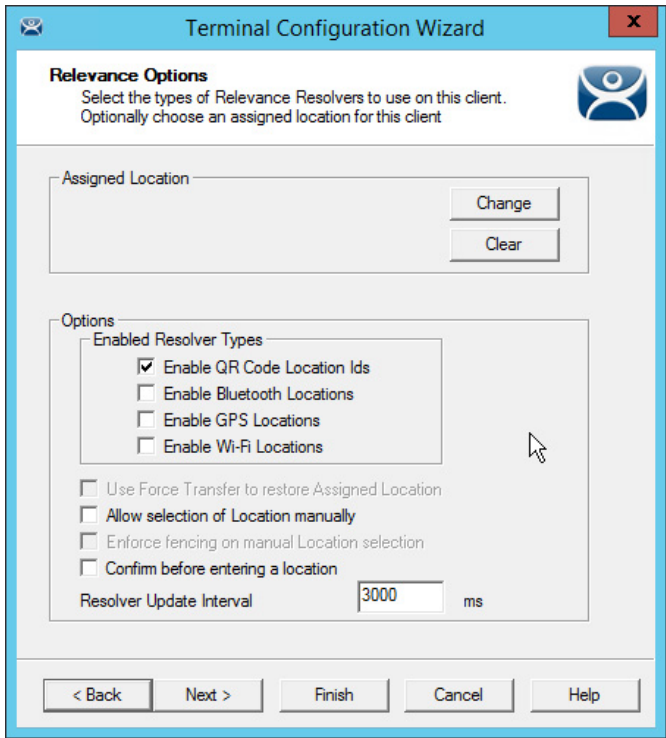 Terminal Configuration Wizard
x
Relevance Options
Select the types of Relevance Resolvers to use on this client.
Optionally choose an assigned location for this client
Assigned Location
Change
Clear
Options
Enabled Resolver Types
Enable QR Code Location Ids
Enable Bluetooth Locations
Enable GPS Locations
Enable Wi-Fi Locations
Use Force Transfer to restore Assigned Location
Allow selection of Location manually
Enforce fencing on manual Location selection
Confirm before entering a location
Resolver Update Interval 3000 ms
< Back Next > Finish Cancel Help